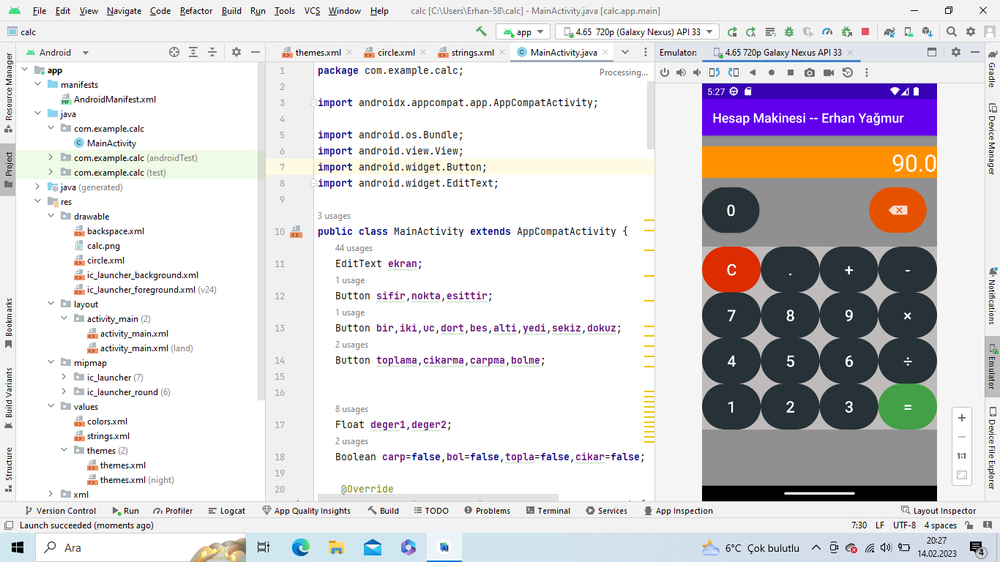 File Edit View Navigate Code Refactor Build Run Tools VCS Window Help calc [C:\Users\Erhan-58\calc] - MainActivity.java [calc.app.main]
calc app 4.65 720p (Galaxy Nexus) API 33
Android themes.xml circle.xml strings.xml MainActivity.java Emulator: 4.65 720p Galaxy Nexus API 33
Resource Manager
Project
Bookmarks
Build Variants
Structure
app
manifests
AndroidManifest.xml
java
com.example.calc
MainActivity
com.example.calc (androidTest)
com.example.calc (test)
java (generated)
res
drawable
backspace.xml
calc.png
circle.xml
ic_launcher_background.xml
ic_launcher_foreground.xml (v24)
layout
activity_main (2)
activity_main.xml
activity_main.xml (land)
mipmap
ic_launcher (7)
ic_launcher_round (6)
values
colors.xml
strings.xml
themes (2)
themes.xml
themes.xml (night)
xml
Processing...
1 package com.example.calc;
2
3 import androidx.appcompat.app.AppCompatActivity;
4
5 import android.os.Bundle;
6 import android.view.View;
7 import android.widget.Button;
8 import android.widget.EditText;
9
3 usages
10 public class MainActivity extends AppCompatActivity {
44 usages
11 EditText ekran;
1 usage
12 Button sifir,nokta,esittir;
1 usage
13 Button bir,iki,uc,dort,bes,alti,yedi,sekiz,dokuz;
2 usages
14 Button toplama,cikarma,carpma,bolme;
15
16
8 usages
17 Float deger1,deger2;
2 usages
18 Boolean carp=false,bol=false,topla=false,cikar=false;
19
20 @Override
5:27
Hesap Makinesi -- Erhan Yağmur
90.0
0
C . + -
7 8 9 ×
4 5 6 ÷
1 2 3 =
+
−
1:1
Gradle
Device Manager
Notifications
Emulator
Device File Explorer
Version Control Run Profiler Logcat App Quality Insights Build TODO Problems Terminal Services App Inspection Layout Inspector
Launch succeeded (moments ago) 7:30 LF UTF-8 4 spaces
Ara 6°C Çok bulutlu 20:27
14.02.2023 4